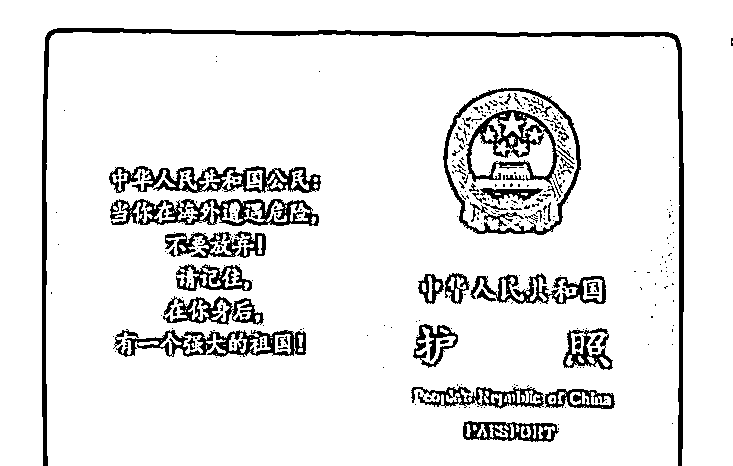 中华人民共和国公民：
当你在海外遭遇危险，
不要放弃！
请记住，
在你身后，
有一个强大的祖国！
中华人民共和国
护照
People's Republic of China
PASSPORT